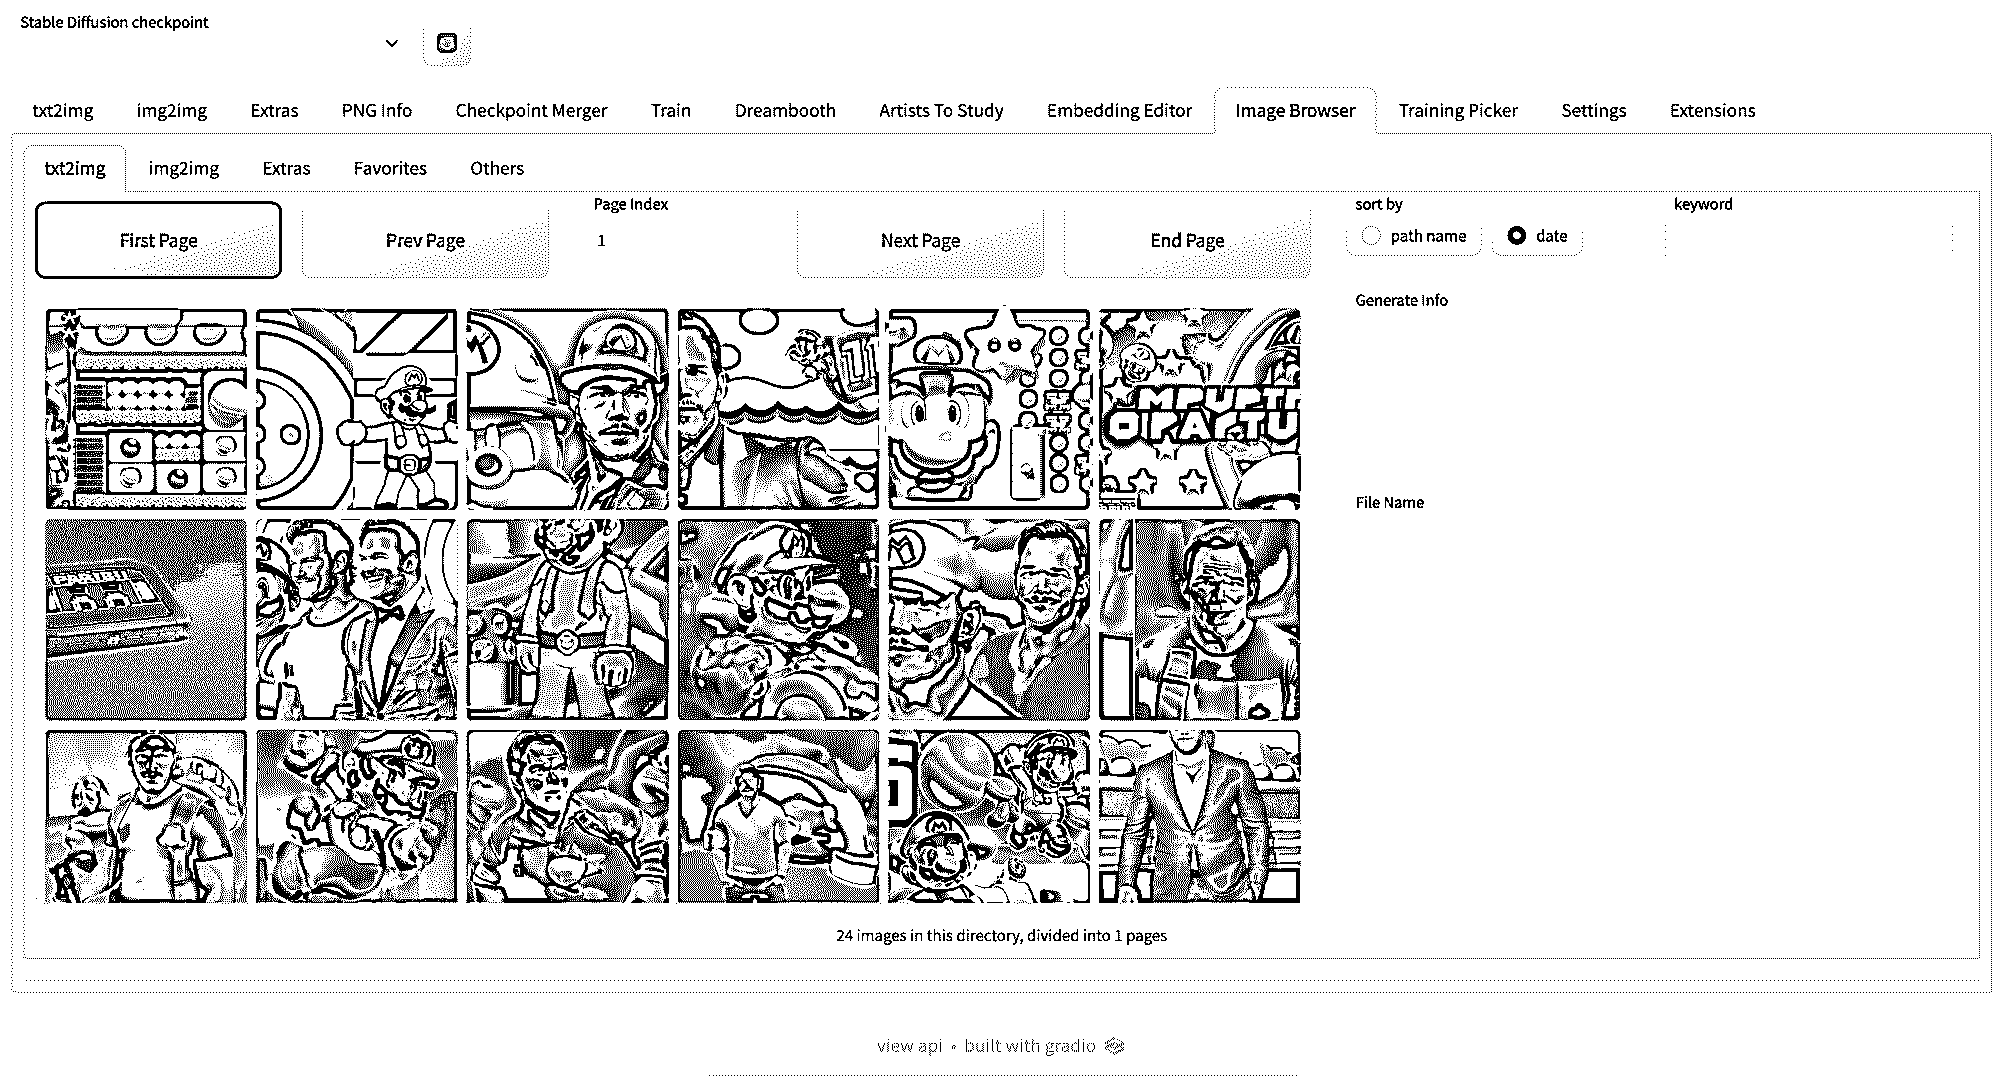 Stable Diffusion checkpoint
txt2img img2img Extras PNG Info Checkpoint Merger Train Dreambooth Artists To Study Embedding Editor Image Browser Training Picker Settings Extensions
txt2img img2img Extras Favorites Others
First Page Prev Page Page Index 1 Next Page End Page sort by path name date keyword
Generate Info
File Name
24 images in this directory, divided into 1 pages
view api • built with gradio